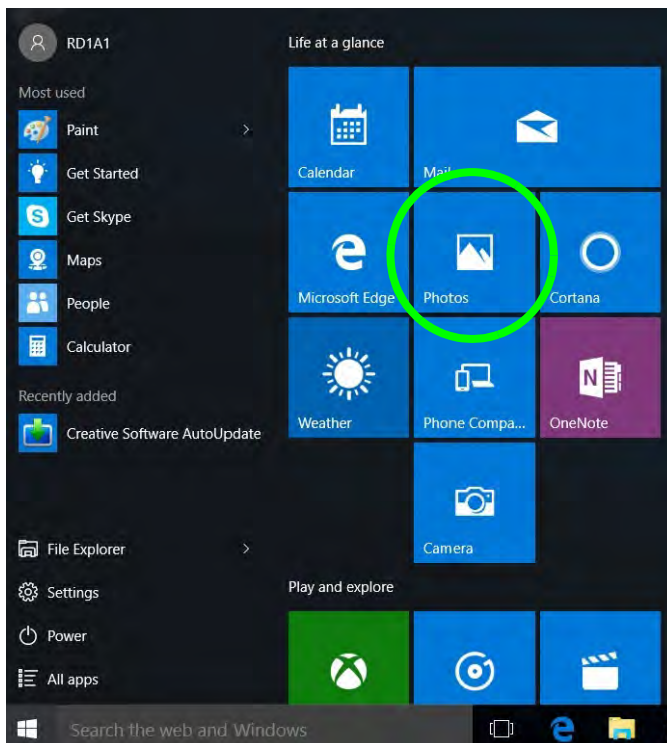 RD1A1
Most used
Paint
Get Started
Get Skype
Maps
People
Calculator
Recently added
Creative Software AutoUpdate
File Explorer
Settings
Power
All apps
Life at a glance
Calendar
Mail
Microsoft Edge
Photos
Cortana
Weather
Phone Compa...
OneNote
Camera
Play and explore
Search the web and Windows